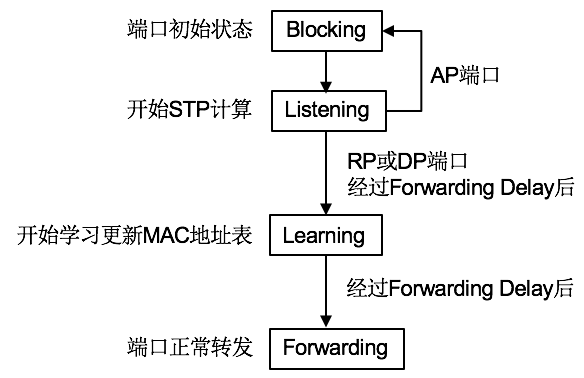 端口初始状态 Blocking
AP端口
开始STP计算 Listening
RP或DP端口
经过Forwarding Delay后
开始学习更新MAC地址表 Learning
经过Forwarding Delay后
端口正常转发 Forwarding